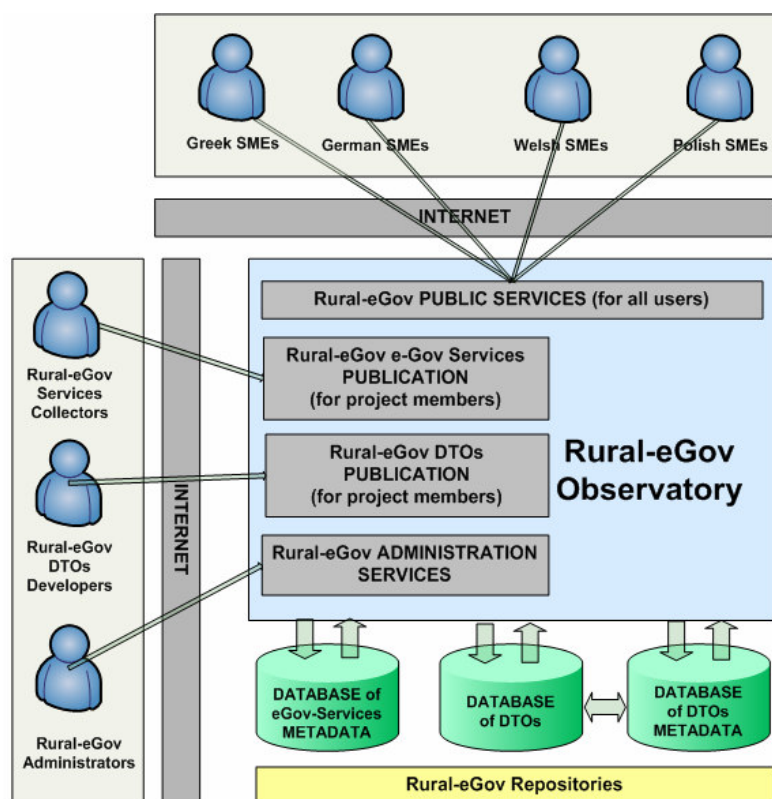 Greek SMEs
German SMEs
Welsh SMEs
Polish SMEs
INTERNET
Rural-eGov PUBLIC SERVICES (for all users)
Rural-eGov
Services
Collectors
Rural-eGov e-Gov Services
PUBLICATION
(for project members)
Rural-eGov DTOs
PUBLICATION
(for project members)
Rural-eGov
Observatory
INTERNET
Rural-eGov
DTOs
Developers
Rural-eGov ADMINISTRATION
SERVICES
Rural-eGov
Administrators
DATABASE of
eGov-Services
METADATA
DATABASE
of DTOs
DATABASE
of DTOs
METADATA
Rural-eGov Repositories